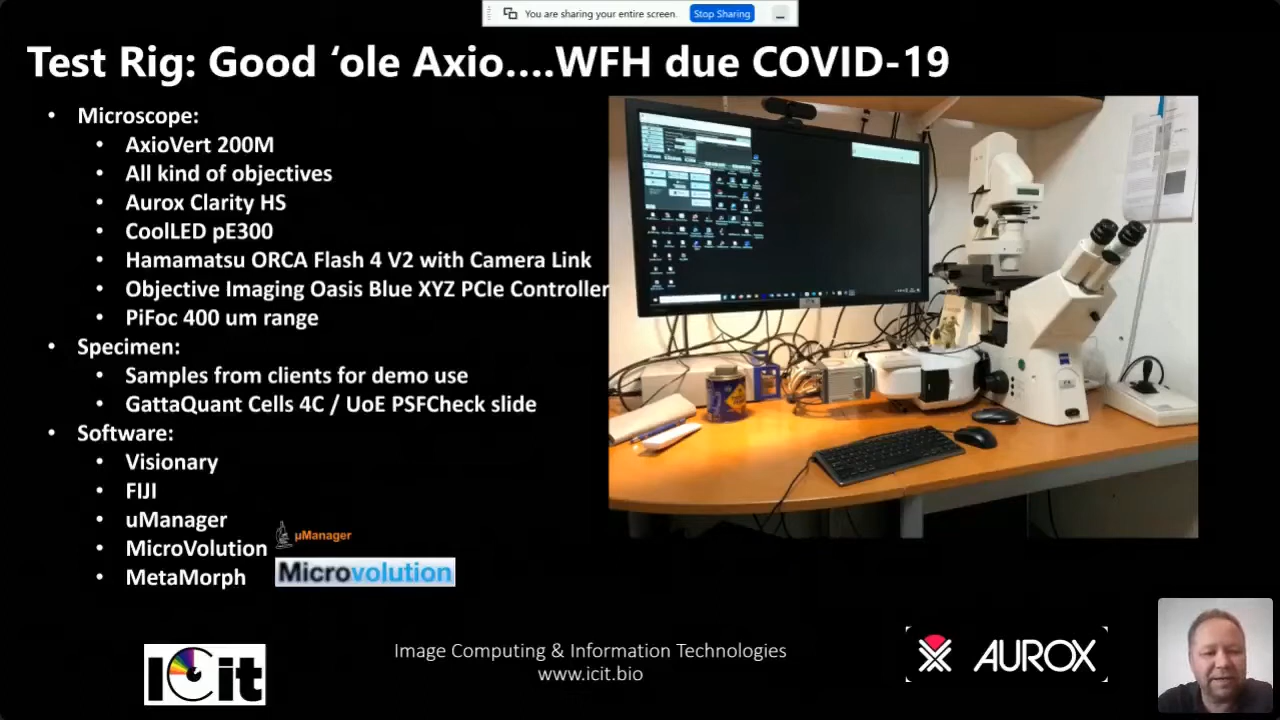 You are sharing your entire screen.
Stop Sharing
Test Rig: Good ‘ole Axio….WFH due COVID-19
• Microscope:
• AxioVert 200M
• All kind of objectives
• Aurox Clarity HS
• CoolLED pE300
• Hamamatsu ORCA Flash 4 V2 with Camera Link
• Objective Imaging Oasis Blue XYZ PCIe Controller
• PiFoc 400 um range
• Specimen:
• Samples from clients for demo use
• GattaQuant Cells 4C / UoE PSFCheck slide
• Software:
• Visionary
• FIJI
• uManager
• MicroVolution
• MetaMorph
µManager
Microvolution
ICit
Image Computing & Information Technologies
www.icit.bio
AUROX